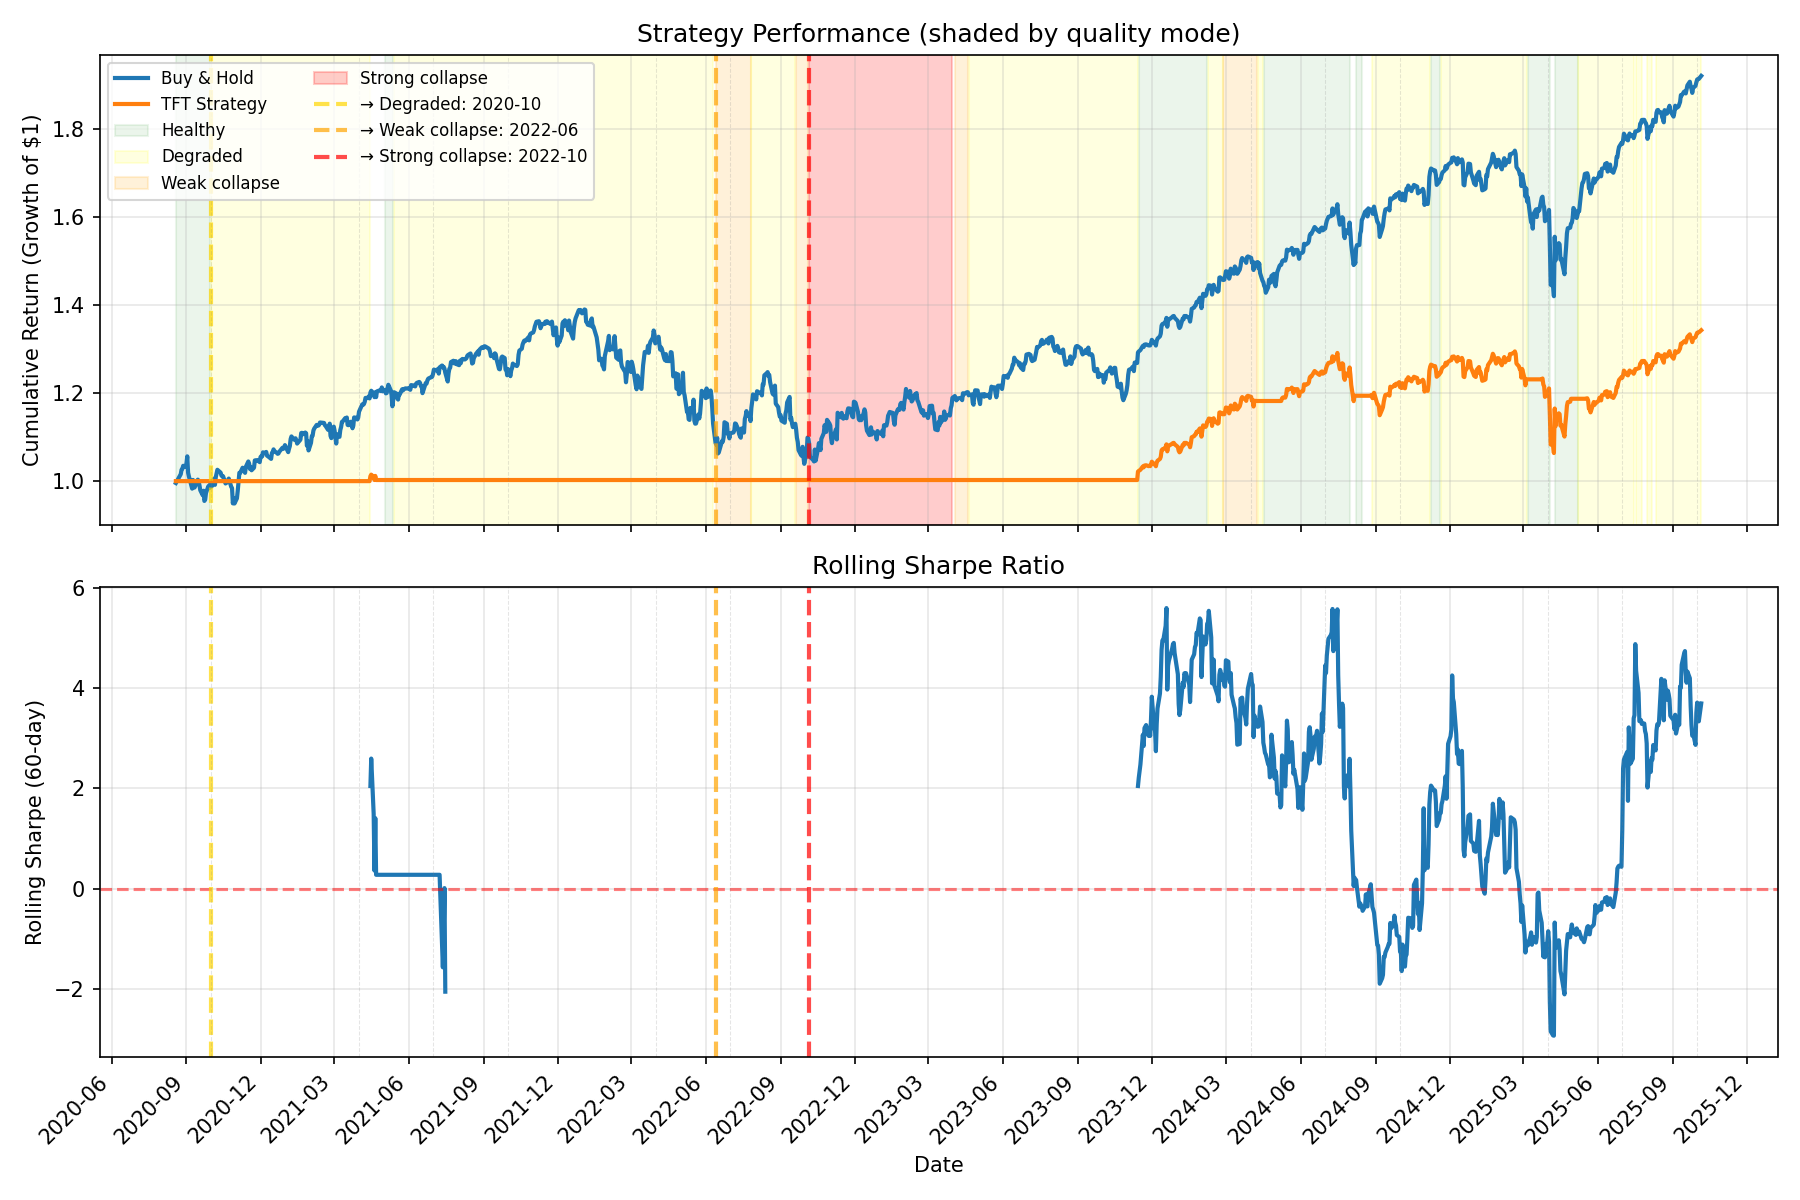 Strategy Performance (shaded by quality mode)
Cumulative Return (Growth of $1)
1.8
1.6
1.4
1.2
1.0
Buy & Hold
TFT Strategy
Healthy
Degraded
Weak collapse
Strong collapse
→ Degraded: 2020-10
→ Weak collapse: 2022-06
→ Strong collapse: 2022-10
Rolling Sharpe Ratio
Rolling Sharpe (60-day)
6
4
2
0
−2
2020-06
2020-09
2020-12
2021-03
2021-06
2021-09
2021-12
2022-03
2022-06
2022-09
2022-12
2023-03
2023-06
2023-09
2023-12
2024-03
2024-06
2024-09
2024-12
2025-03
2025-06
2025-09
2025-12
Date